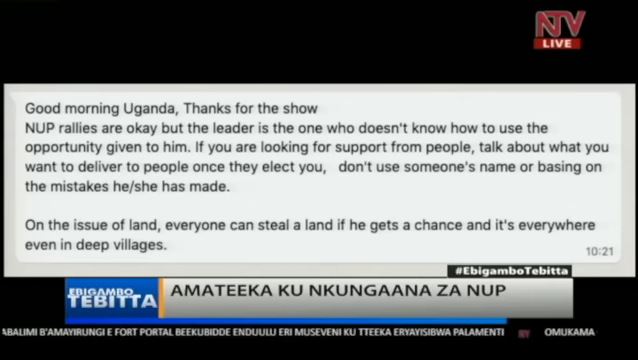 NTV
LIVE
Good morning Uganda, Thanks for the show
NUP rallies are okay but the leader is the one who doesn't know how to use the
opportunity given to him. If you are looking for support from people, talk about what you
want to deliver to people once they elect you, don't use someone's name or basing on
the mistakes he/she has made.
On the issue of land, everyone can steal a land if he gets a chance and it's everywhere
even in deep villages.
10:21
#EbigamboTebitta
EBIGAMBO
TEBITTA
AMATEEKA KU NKUNGAANA ZA NUP
ABALIMI B'AMAYIRUNGI E FORT PORTAL BEEKUBIDDE ENDUULU ERI MUSEVENI KU TTEEKA ERYAYISIBWA PALAMENTI NTV OMUKAMA